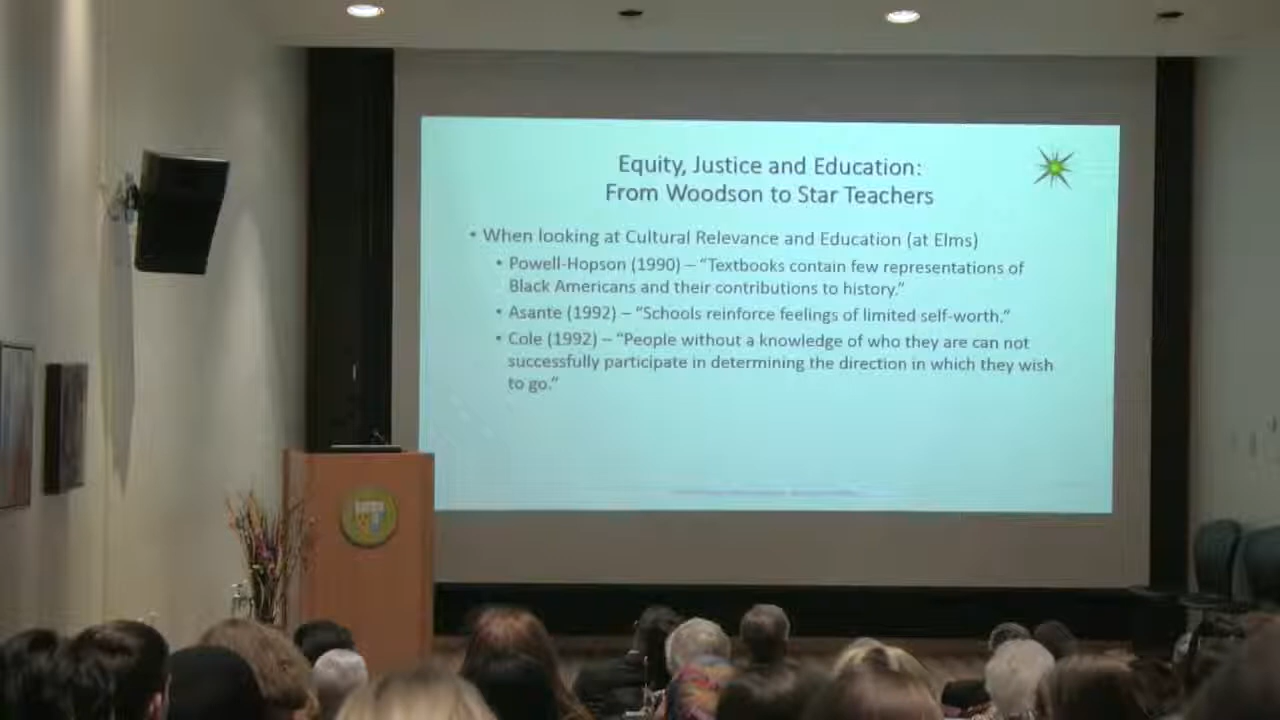 Equity, Justice and Education:
From Woodson to Star Teachers
• When looking at Cultural Relevance and Education (at Elms)
• Powell-Hopson (1990) – “Textbooks contain few representations of
Black Americans and their contributions to history.”
• Asante (1992) – “Schools reinforce feelings of limited self-worth.”
• Cole (1992) – “People without a knowledge of who they are can not
successfully participate in determining the direction in which they wish
to go.”